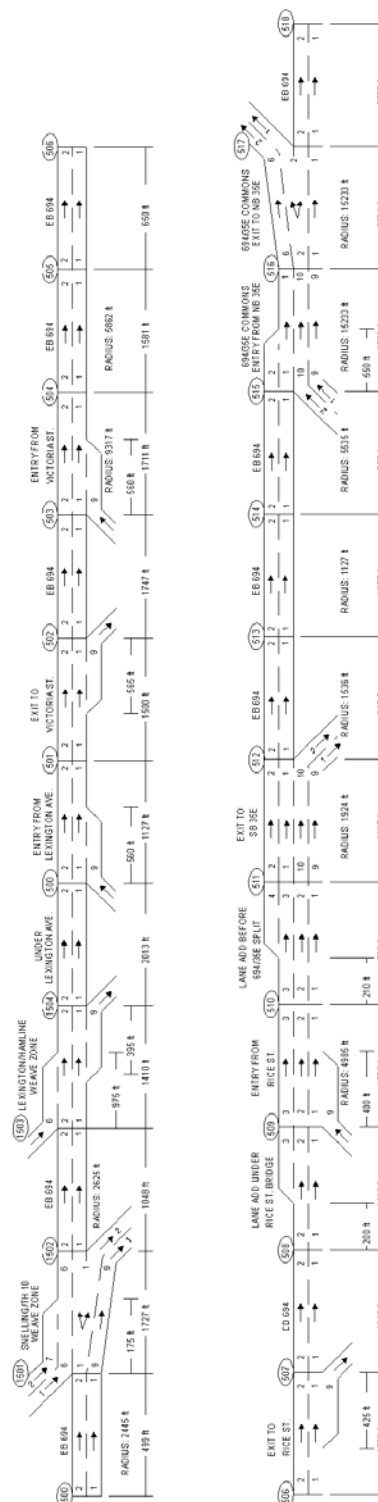 EB 694
SNELLING/TH 10
WEAVE ZONE
EB 694
LEXINGTON/HAMLINE
WEAVE ZONE
UNDER
LEXINGTON AVE.
ENTRY FROM
LEXINGTON AVE.
EXIT TO
VICTORIA ST.
EB 694
ENTRY FROM
VICTORIA ST.
EB 694
EB 694
1501
1502
1503
1504
500
501
502
503
504
505
506
RADIUS: 2445 ft
RADIUS: 2625 ft
RADIUS: 9317 ft
RADIUS: 5862 ft
175 ft
975 ft
395 ft
560 ft
565 ft
560 ft
499 ft
1727 ft
1048 ft
1410 ft
2013 ft
1127 ft
1500 ft
1747 ft
1711 ft
1581 ft
650 ft
EXIT TO
RICE ST.
LANE ADD UNDER
RICE ST. BRIDGE
ENTRY FROM
RICE ST.
LANE ADD BEFORE
694/35E SPLIT
EXIT TO
SB 35E
EB 694
EB 694
EB 694
694/35E COMMONS
ENTRY FROM NB 35E
694/35E COMMONS
EXIT TO NB 35E
EB 694
506
507
508
509
510
511
512
513
514
515
516
517
518
RADIUS: 4985 ft
RADIUS: 1924 ft
RADIUS: 1536 ft
RADIUS: 1127 ft
RADIUS: 5535 ft
RADIUS: 15233 ft
RADIUS: 15233 ft
425 ft
200 ft
400 ft
210 ft
550 ft